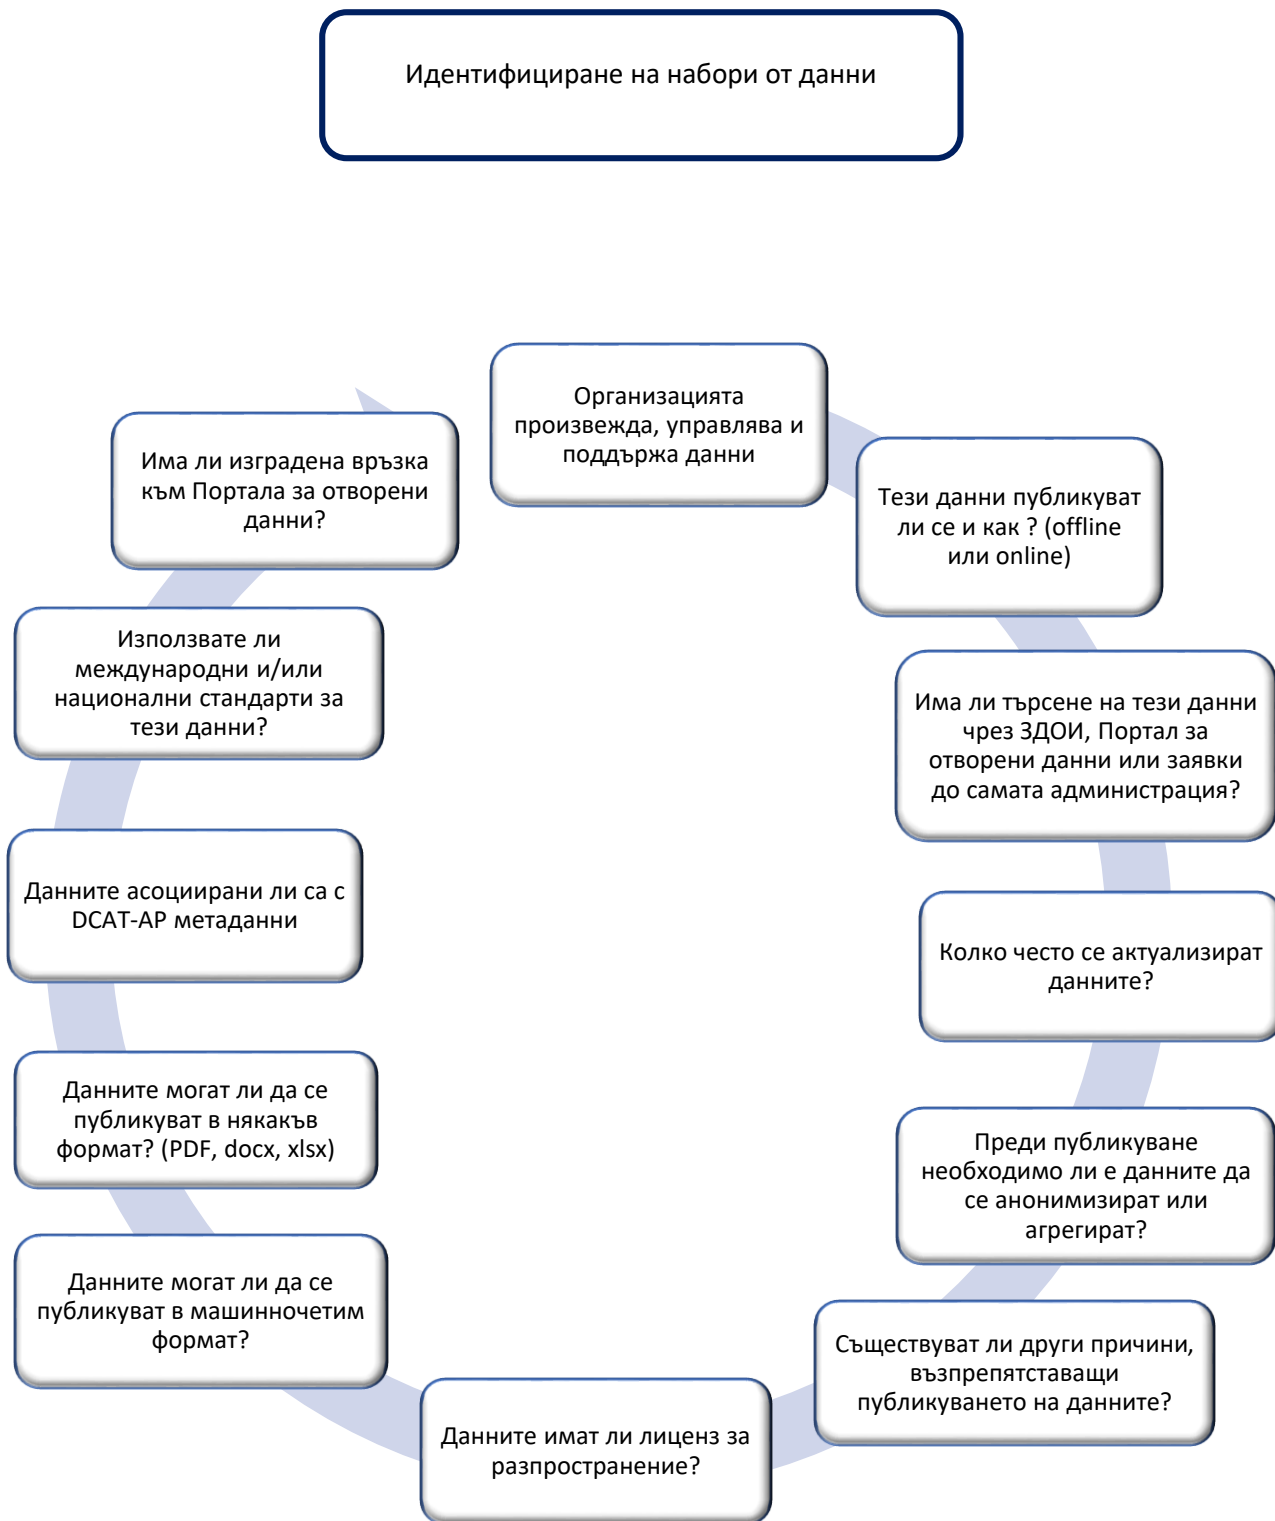 Идентифициране на набори от данни
Организацията
произвежда, управлява и
поддържа данни
Тези данни публикуват
ли се и как ? (offline
или online)
Има ли търсене на тези данни
чрез ЗДОИ, Портал за
отворени данни или заявки
до самата администрация?
Колко често се актуализират
данните?
Преди публикуване
необходимо ли е данните да
се анонимизират или
агрегират?
Съществуват ли други причини,
възпрепятстващи
публикуването на данните?
Данните имат ли лиценз за
разпространение?
Данните могат ли да се
публикуват в машинночетим
формат?
Данните могат ли да се
публикуват в някакъв
формат? (PDF, docx, xlsx)
Данните асоциирани ли са с
DCAT-AP метаданни
Използвате ли
международни и/или
национални стандарти за
тези данни?
Има ли изградена връзка
към Портала за отворени
данни?